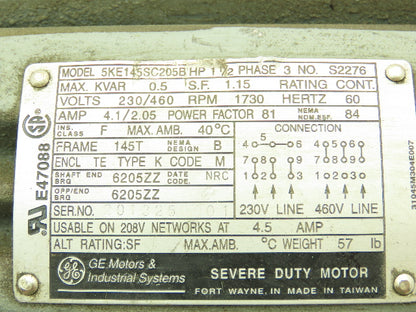 MODEL 5KE145SC205B HP 1 1/2 PHASE 3 NO. S2276
MAX. KVAR 0.5 S.F. 1.15 RATING CONT.
VOLTS 230/460 RPM 1730 HERTZ 60
AMP 4.1/2.05 POWER FACTOR 81 NEMA NOM. EFF. 84
INS. CLASS F MAX. AMB. 40°C CONNECTION
FRAME 145T NEMA DESIGN B
ENCL TE TYPE K CODE M
SHAFT END BRG 6205ZZ DATE NRC
OPP/END BRG 6205ZZ
SER.NO.
230V LINE 460V LINE
USABLE ON 208V NETWORKS AT 4.5 AMP
ALT RATING:SF MAX.AMB. °C WEIGHT 57 lb
GE Motors &
Industrial Systems
SEVERE DUTY MOTOR
FORT WAYNE, IN MADE IN TAIWAN
E47088
31045M304E007